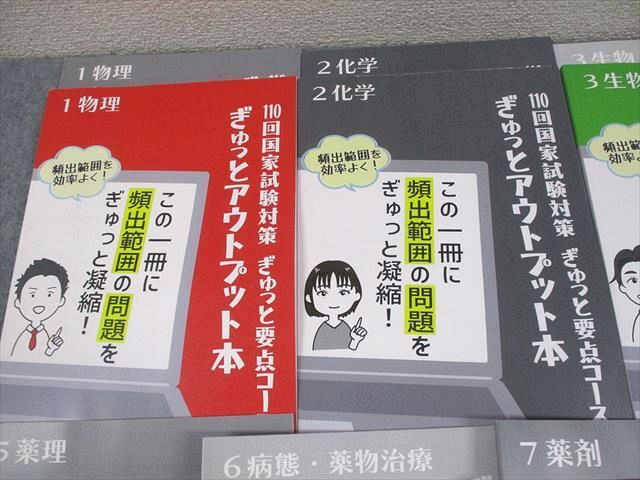 1 物理
2 化学
3 生物
1 物理
110回国家試験対策 ぎゅっと要点コー
ぎゅっとアウトプット本
頻出範囲を
効率よく!
この一冊に
頻出範囲の問題を
ぎゅっと凝縮!
2 化学
110回国家試験対策 ぎゅっと要点コース
ぎゅっとアウトプット本
頻出範囲を
効率よく!
この一冊に
頻出範囲の問題を
ぎゅっと凝縮!
3 生物
5 薬理
6 病態・薬物治療
7 薬剤